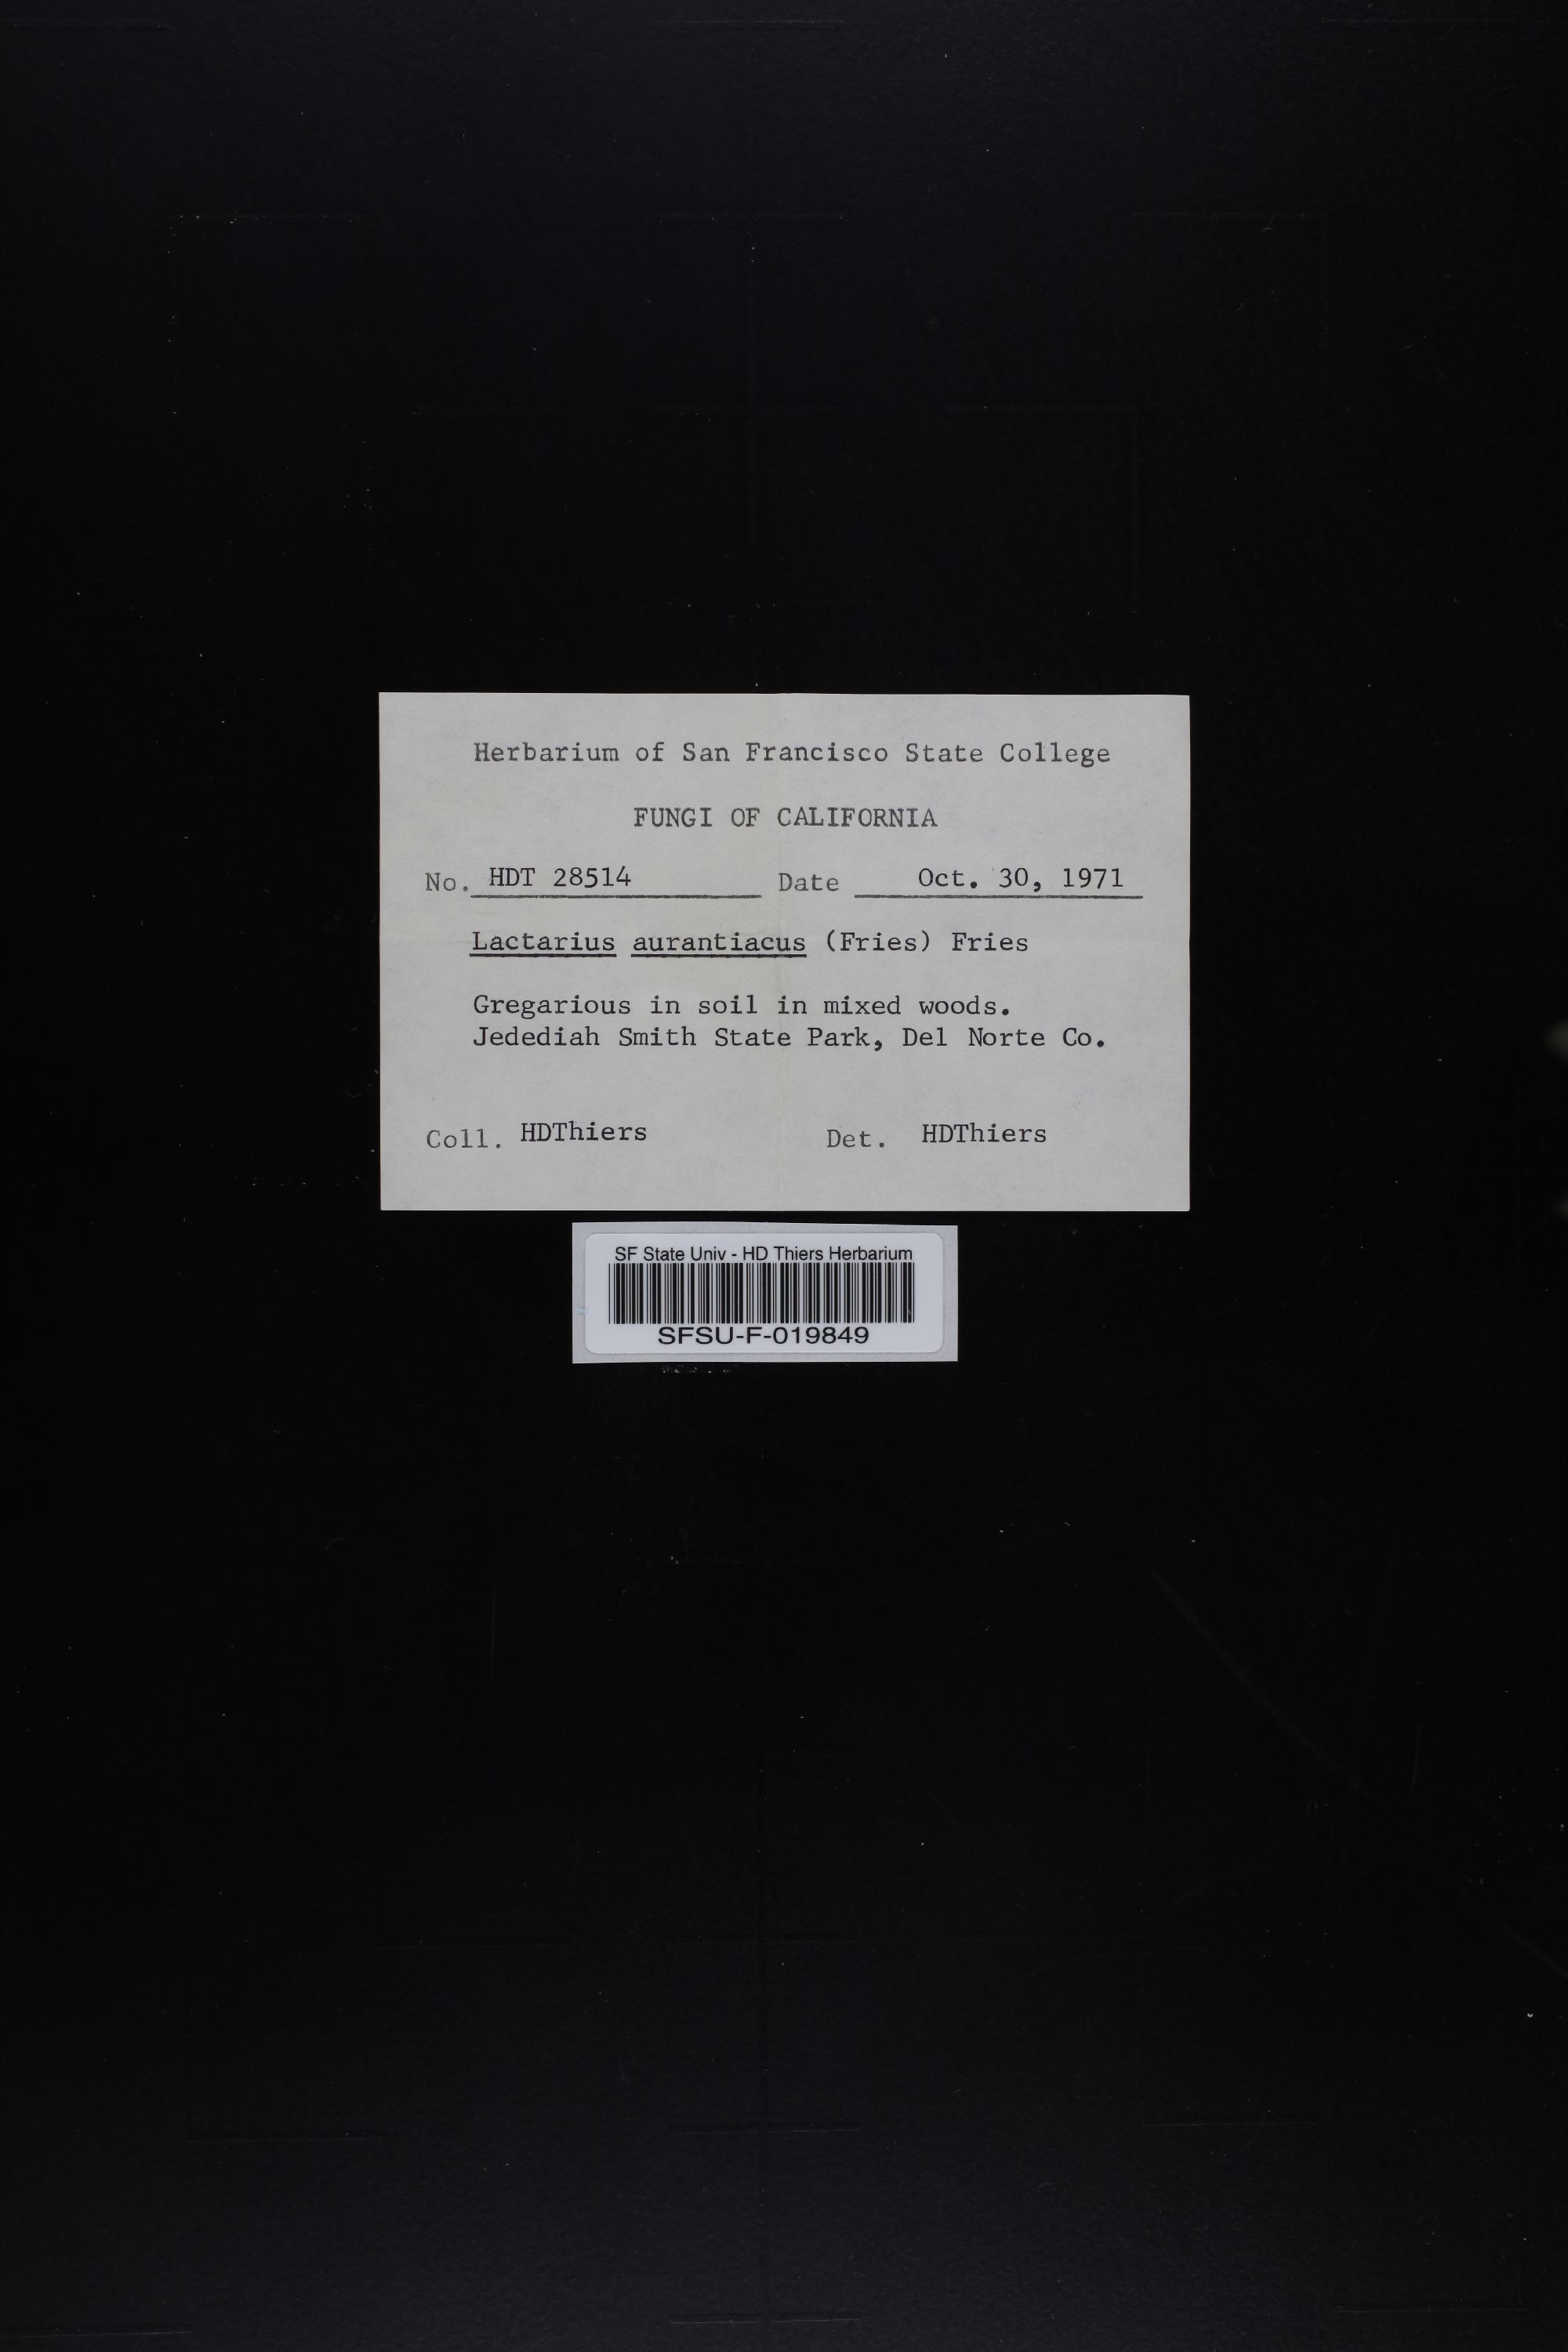 Herbarium of San Francisco State College
FUNGI OF CALIFORNIA
No. HDT 28514 Date Oct. 30, 1971
Lactarius aurantiacus (Fries) Fries
Gregarious in soil in mixed woods.
Jedediah Smith State Park, Del Norte Co.
Coll. HDThiers Det. HDThiers
SF State Univ - HD Thiers Herbarium
SFSU-F-019849